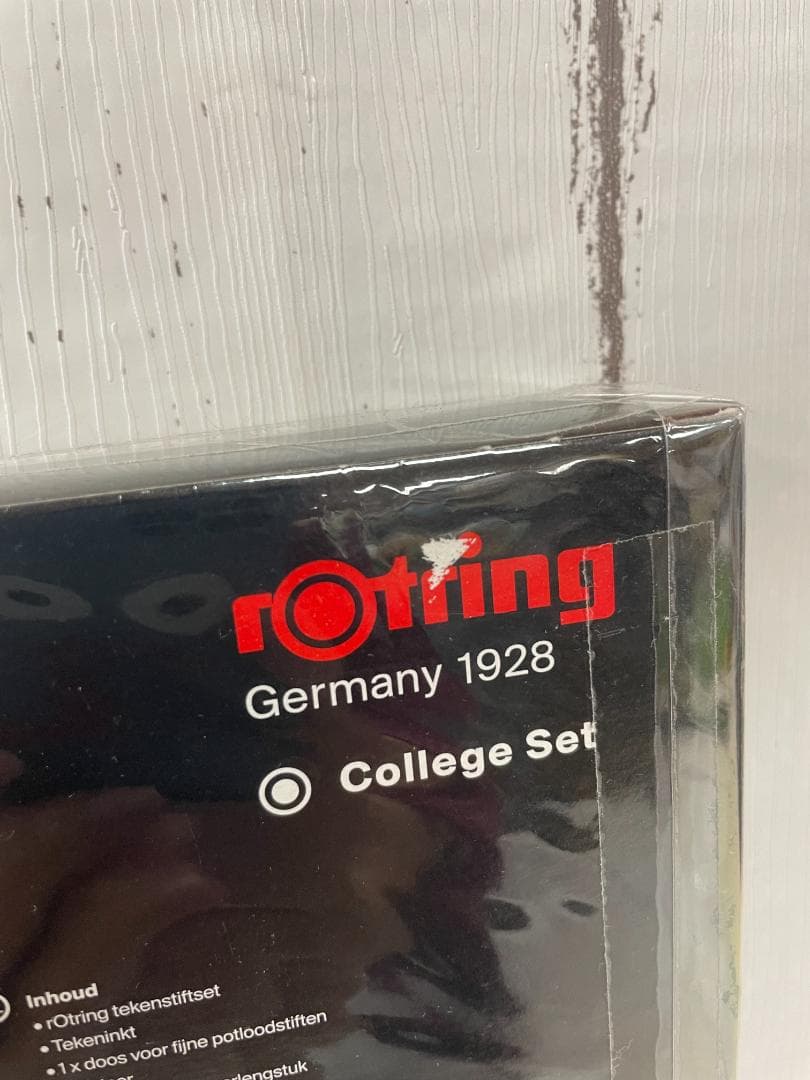 rOtring
Germany 1928
College Set
Inhoud
• rOtring tekenstiftset
• Tekeninkt
• 1 x doos voor fijne potloodstiften